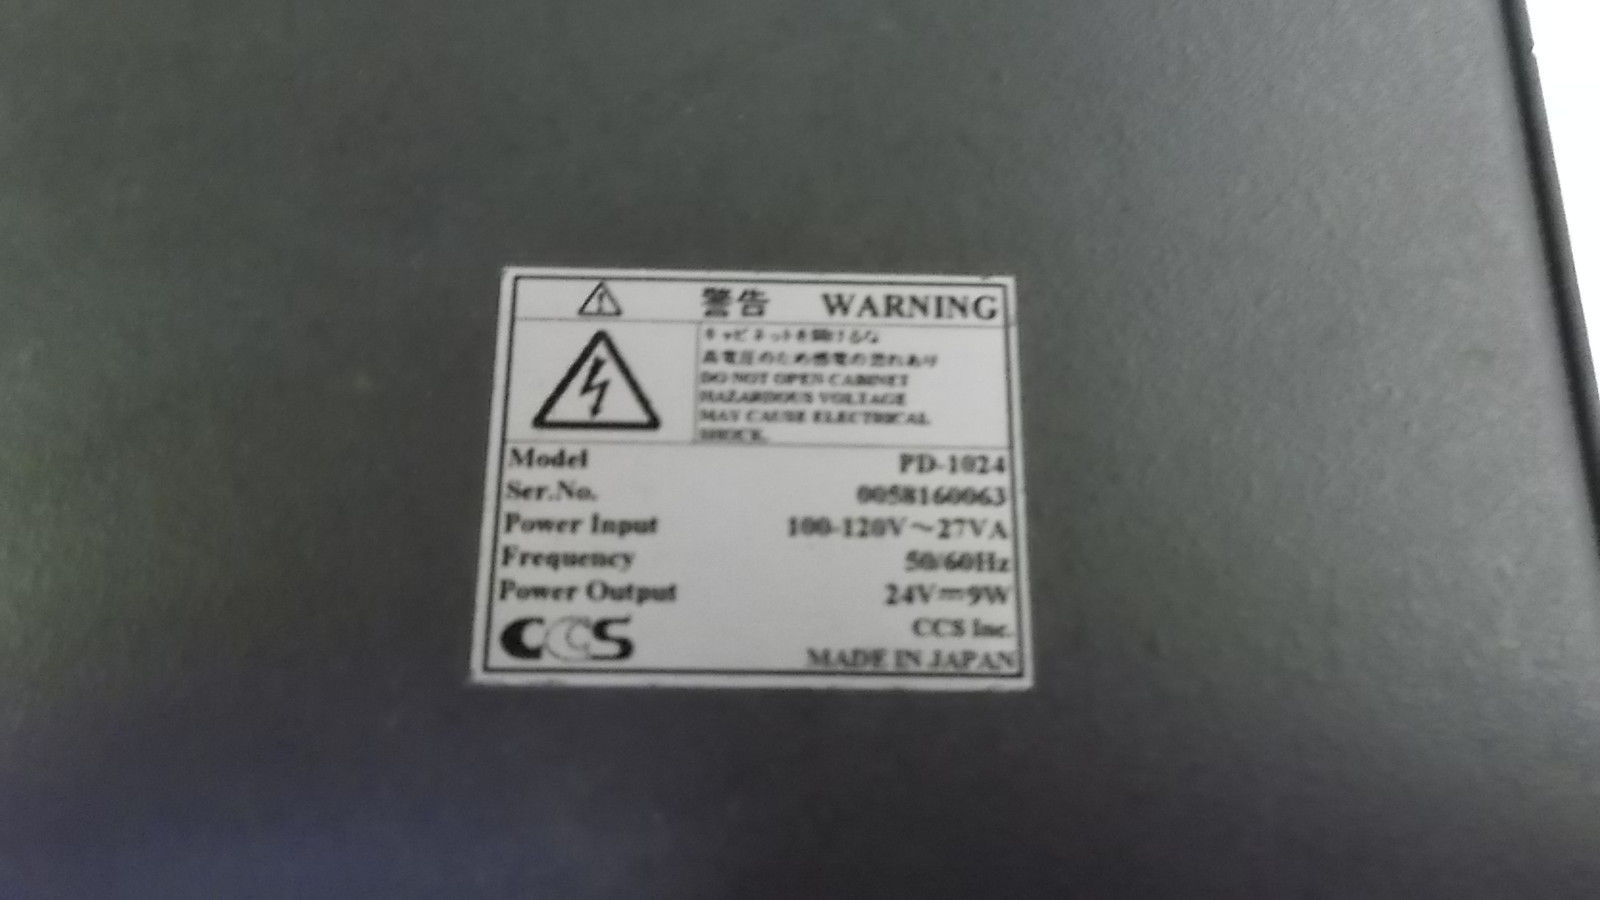 警告 WARNING
キャビネットを開けるな
高電圧のため感電の恐れあり
DO NOT OPEN CABINET
HAZARDOUS VOLTAGE
MAY CAUSE ELECTRICAL
SHOCK.
Model PD-1024
Ser.No. 0058160063
Power Input 100-120V～27VA
Frequency 50/60Hz
Power Output 24V⎓9W
CCS CCS Inc.
MADE IN JAPAN